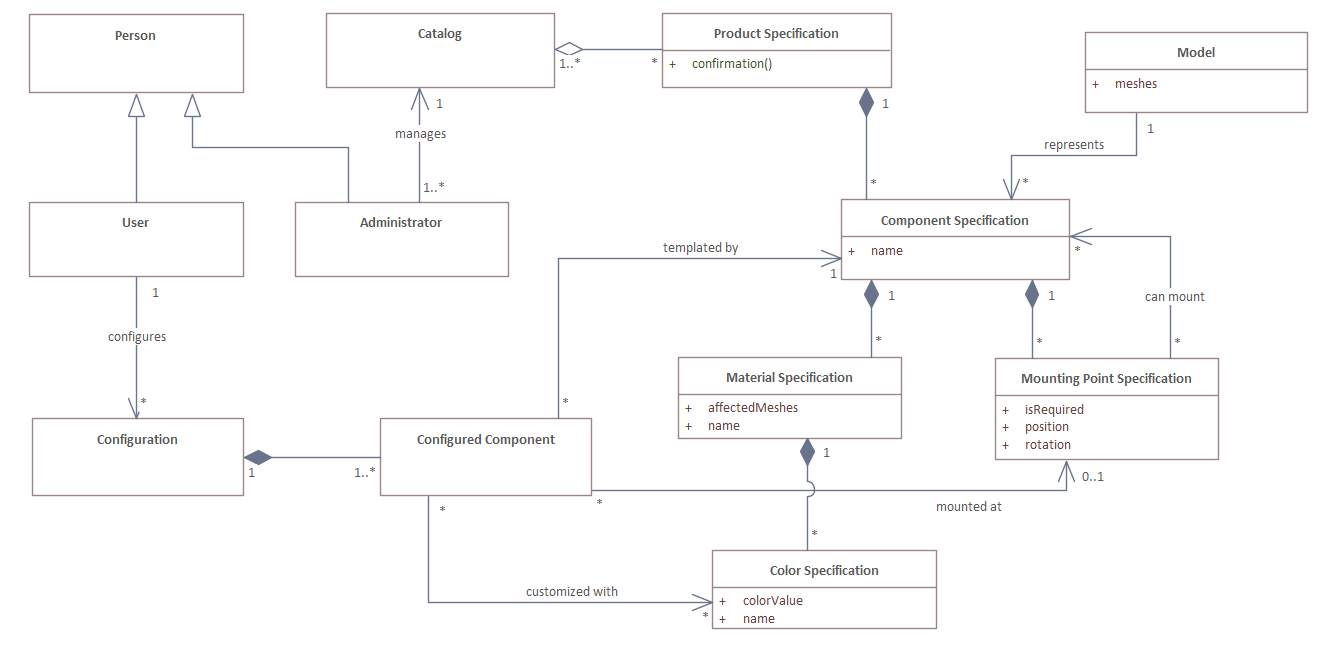 Person
Catalog
1..*
*
Product Specification
+ confirmation()
Model
+ meshes
1
manages
1..*
1
*
1
represents
*
User
Administrator
Component Specification
+ name
templated by
1
*
1
configures
*
*
1
*
1
*
can mount
*
Material Specification
+ affectedMeshes
+ name
Mounting Point Specification
+ isRequired
+ position
+ rotation
Configuration
1
1..*
Configured Component
1
*
*
mounted at
0..1
*
customized with
*
Color Specification
+ colorValue
+ name